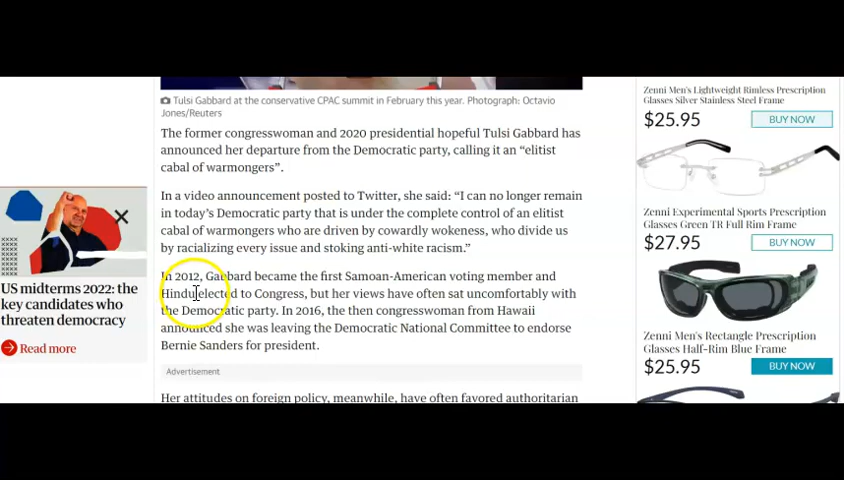 Tulsi Gabbard at the conservative CPAC summit in February this year. Photograph: Octavio
Jones/Reuters
The former congresswoman and 2020 presidential hopeful Tulsi Gabbard has
announced her departure from the Democratic party, calling it an “elitist
cabal of warmongers”.
In a video announcement posted to Twitter, she said: “I can no longer remain
in today’s Democratic party that is under the complete control of an elitist
cabal of warmongers who are driven by cowardly wokeness, who divide us
by racializing every issue and stoking anti-white racism.”
In 2012, Gabbard became the first Samoan-American voting member and
Hindu elected to Congress, but her views have often sat uncomfortably with
the Democratic party. In 2016, the then congresswoman from Hawaii
announced she was leaving the Democratic National Committee to endorse
Bernie Sanders for president.
Advertisement
Her attitudes on foreign policy, meanwhile, have often favored authoritarian
US midterms 2022: the
key candidates who
threaten democracy
Read more
Zenni Men's Lightweight Rimless Prescription
Glasses Silver Stainless Steel Frame
$25.95
BUY NOW
Zenni Experimental Sports Prescription
Glasses Green TR Full Rim Frame
$27.95
BUY NOW
Zenni Men's Rectangle Prescription
Glasses Half-Rim Blue Frame
$25.95
BUY NOW